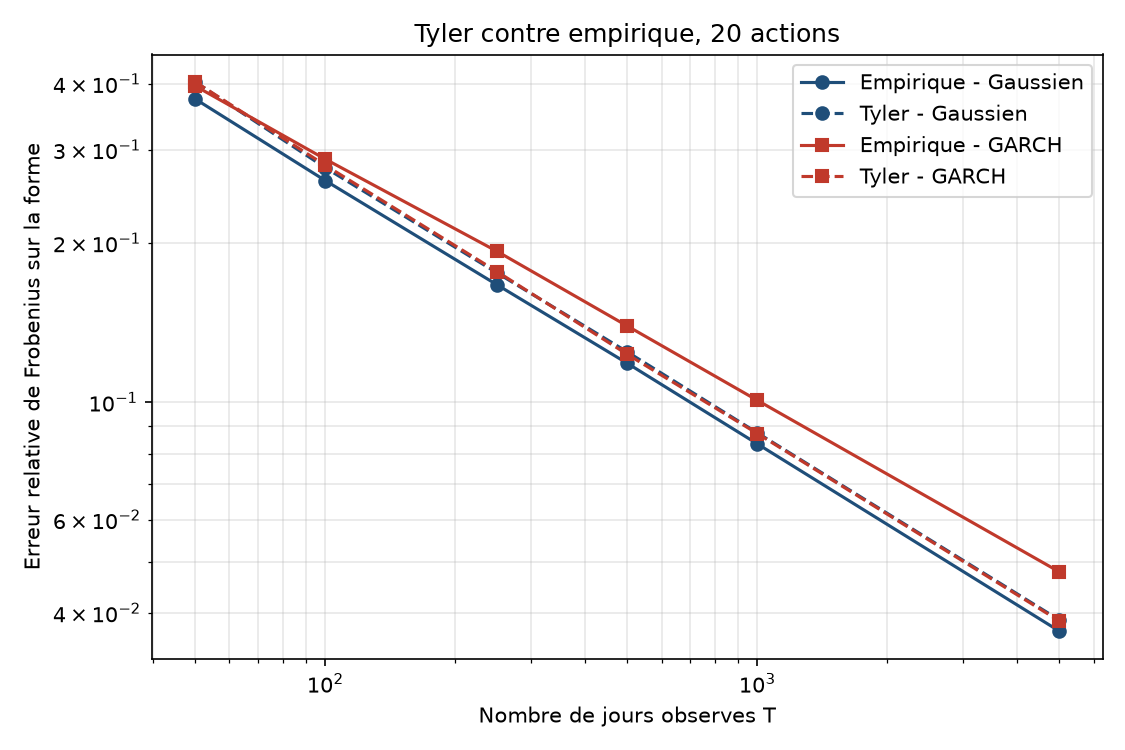 Tyler contre empirique, 20 actions
Empirique - Gaussien
Tyler - Gaussien
Empirique - GARCH
Tyler - GARCH
Erreur relative de Frobenius sur la forme
4 × 10⁻¹
3 × 10⁻¹
2 × 10⁻¹
10⁻¹
6 × 10⁻²
4 × 10⁻²
10² 10³
Nombre de jours observes T